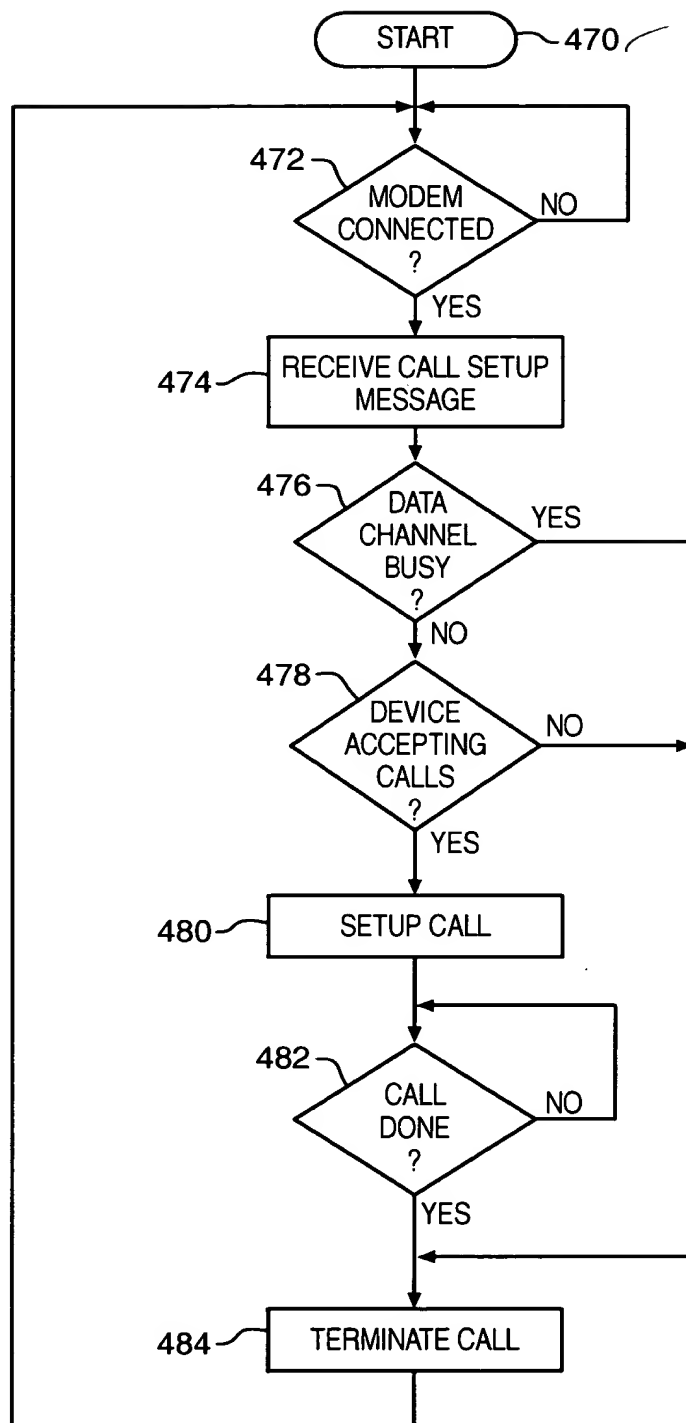 START
470
472
MODEM
CONNECTED
?
NO
YES
474
RECEIVE CALL SETUP
MESSAGE
476
DATA
CHANNEL
BUSY
?
YES
NO
478
DEVICE
ACCEPTING
CALLS
?
NO
YES
480
SETUP CALL
482
CALL
DONE
?
NO
YES
484
TERMINATE CALL